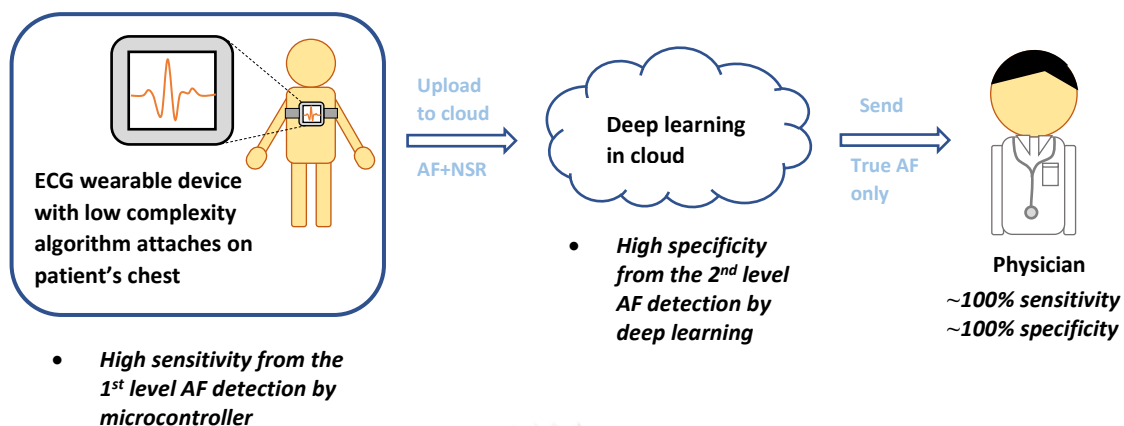 ECG wearable device
with low complexity
algorithm attaches on
patient's chest
• High sensitivity from the
1st level AF detection by
microcontroller
Upload
to cloud
AF+NSR
Deep learning
in cloud
• High specificity
from the 2nd level
AF detection by
deep learning
Send
True AF
only
Physician
~100% sensitivity
~100% specificity